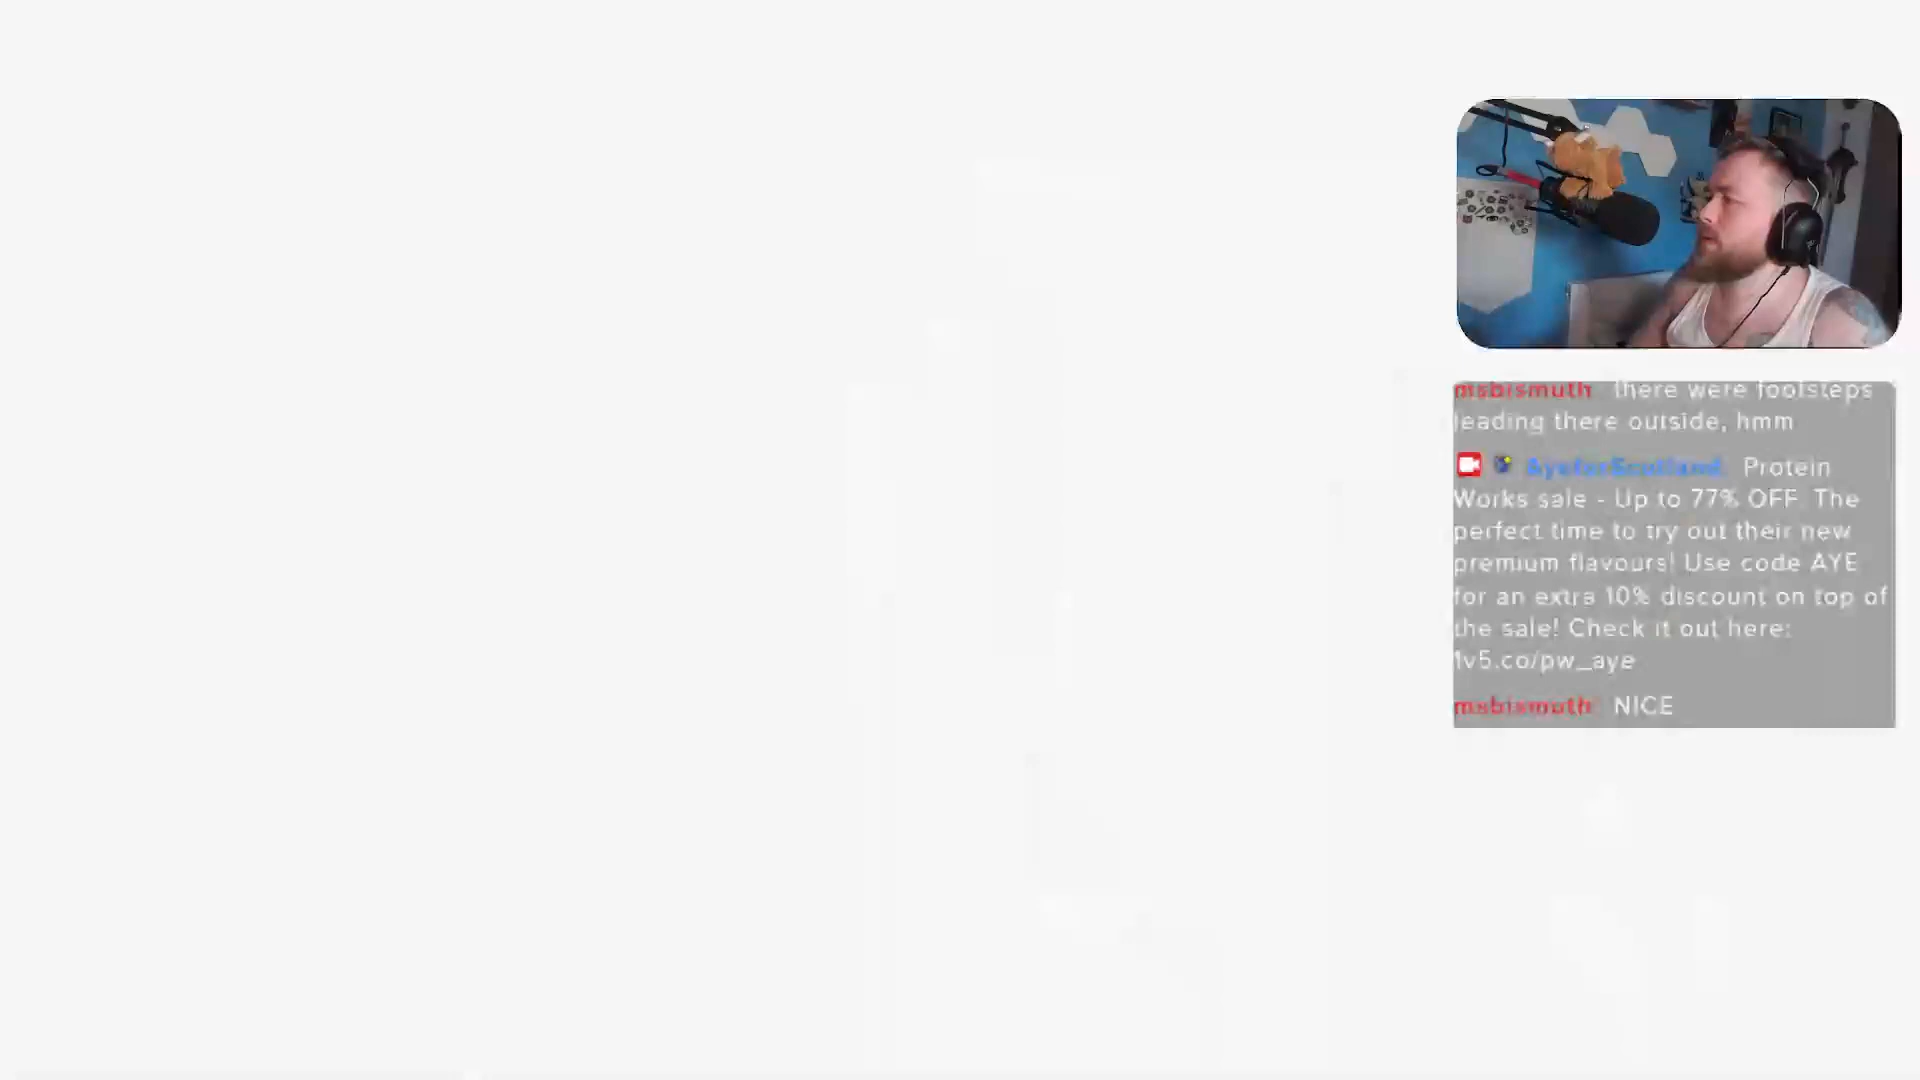 msbismuth: there were footsteps
leading there outside, hmm
AyeforScotland: Protein
Works sale - Up to 77% OFF. The
perfect time to try out their new
premium flavours! Use code AYE
for an extra 10% discount on top of
the sale! Check it out here:
1v5.co/pw_aye
msbismuth: NICE